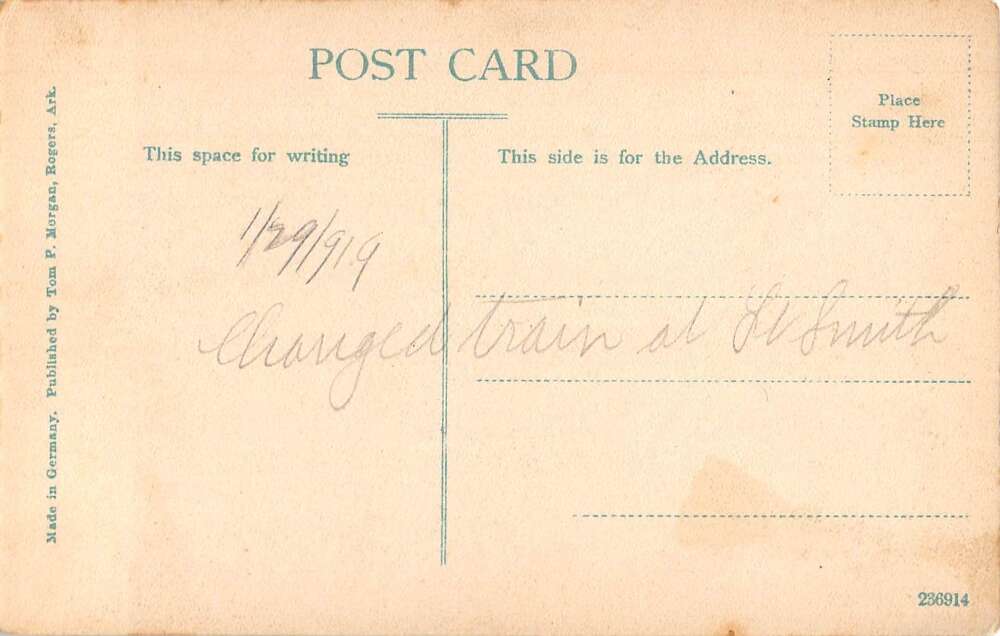 POST CARD
Place
Stamp Here
This space for writing
This side is for the Address.
1/29/919
Changed train at Ft Smith
Made in Germany. Published by Tom P. Morgan, Rogers, Ark.
236914